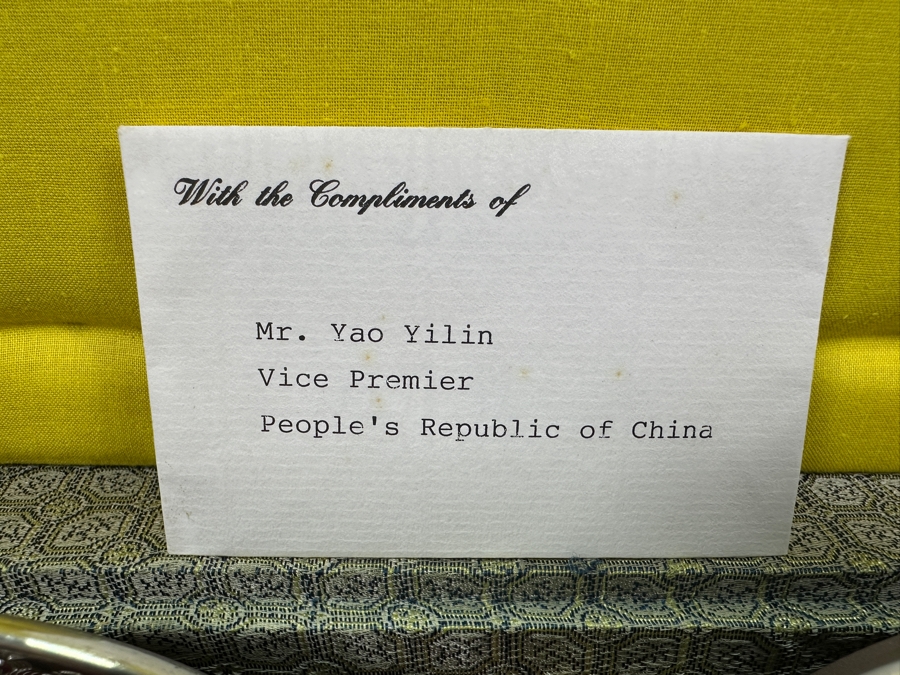 With the Compliments of
Mr. Yao Yilin
Vice Premier
People's Republic of China